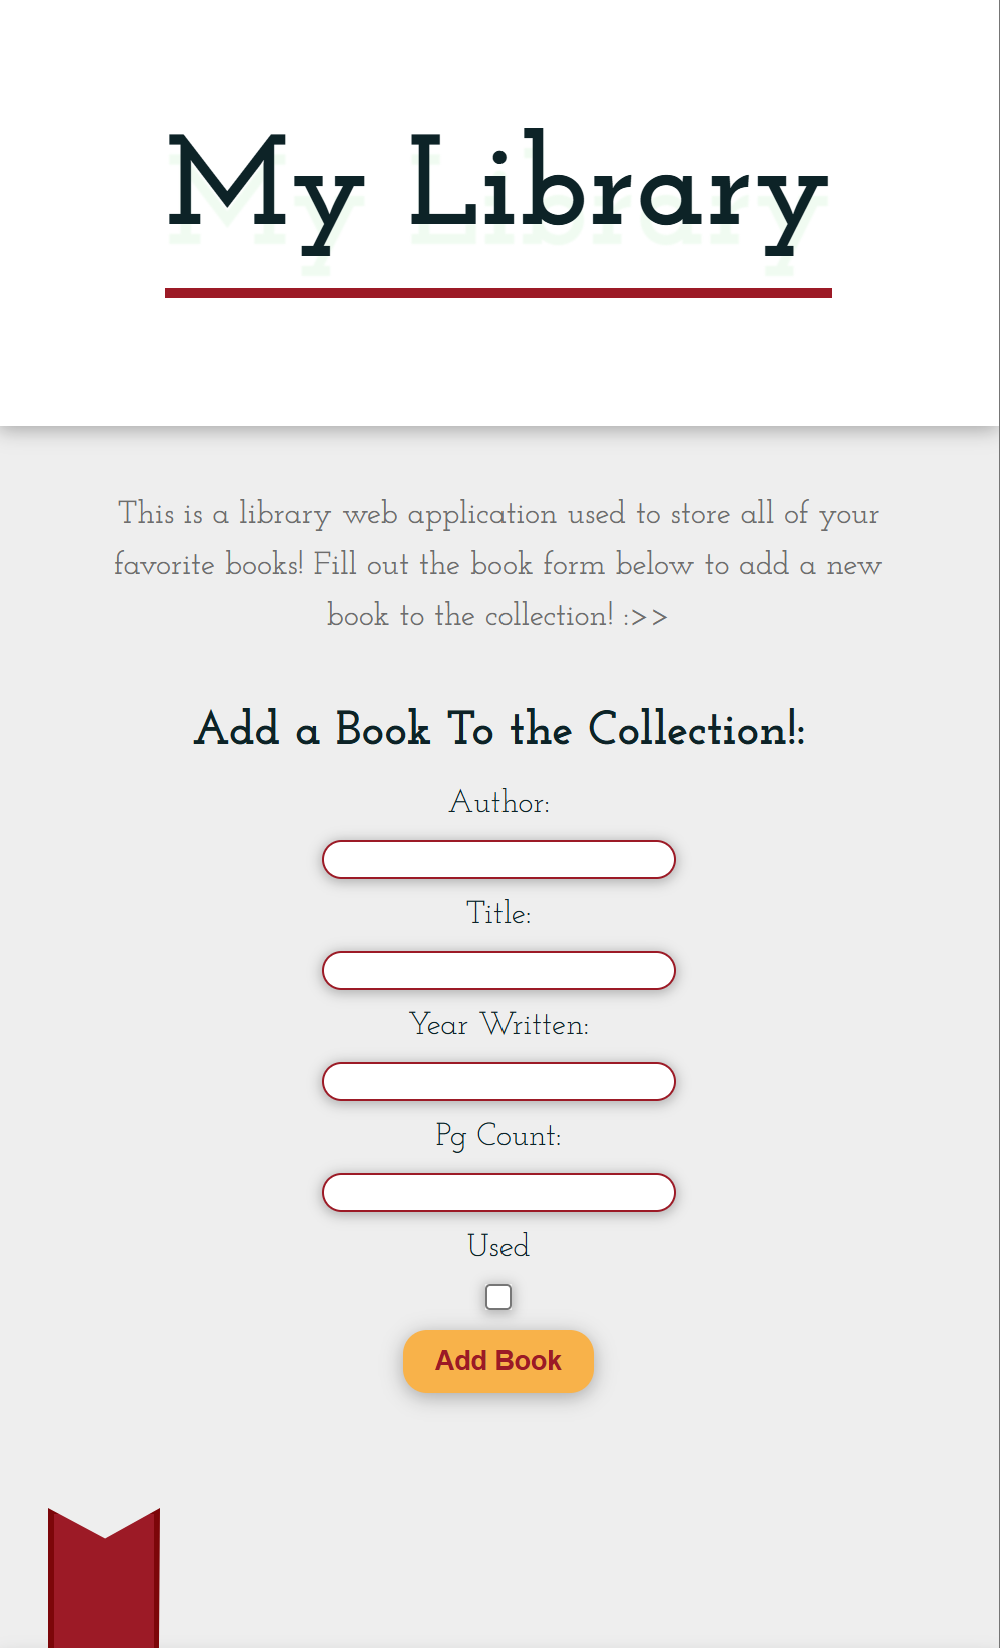 My Library
This is a library web application used to store all of your
favorite books! Fill out the book form below to add a new
book to the collection! :>>
Add a Book To the Collection!:
Author:
Title:
Year Written:
Pg Count:
Used
Add Book